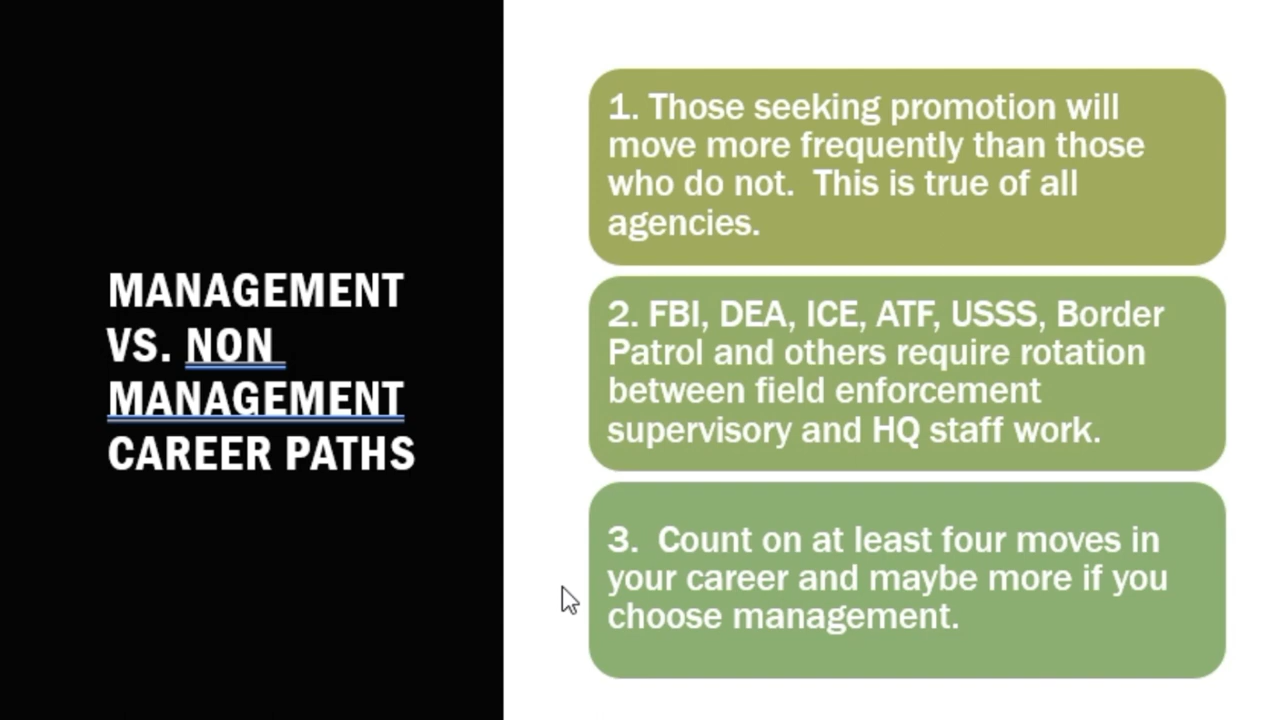 MANAGEMENT
VS. NON
MANAGEMENT
CAREER PATHS
1. Those seeking promotion will
move more frequently than those
who do not.  This is true of all
agencies.
2. FBI, DEA, ICE, ATF, USSS, Border
Patrol and others require rotation
between field enforcement
supervisory and HQ staff work.
3.  Count on at least four moves in
your career and maybe more if you
choose management.